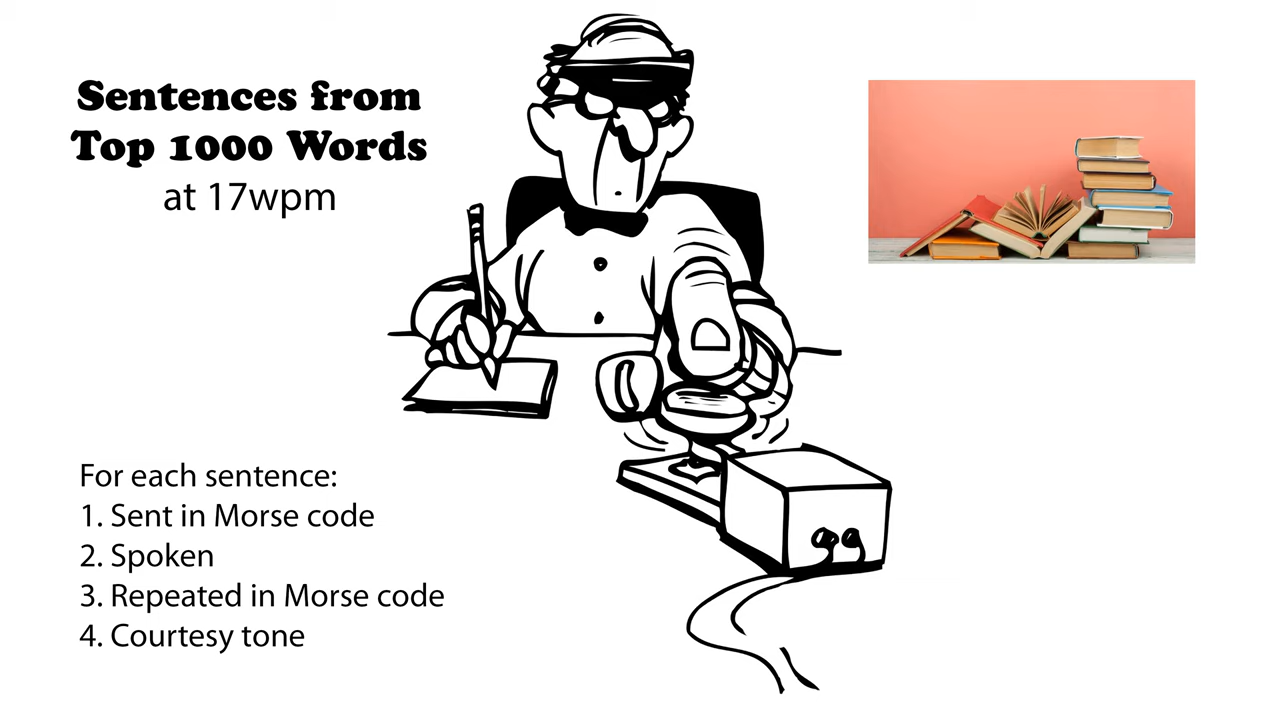 Sentences from
Top 1000 Words
at 17wpm
For each sentence:
1. Sent in Morse code
2. Spoken
3. Repeated in Morse code
4. Courtesy tone